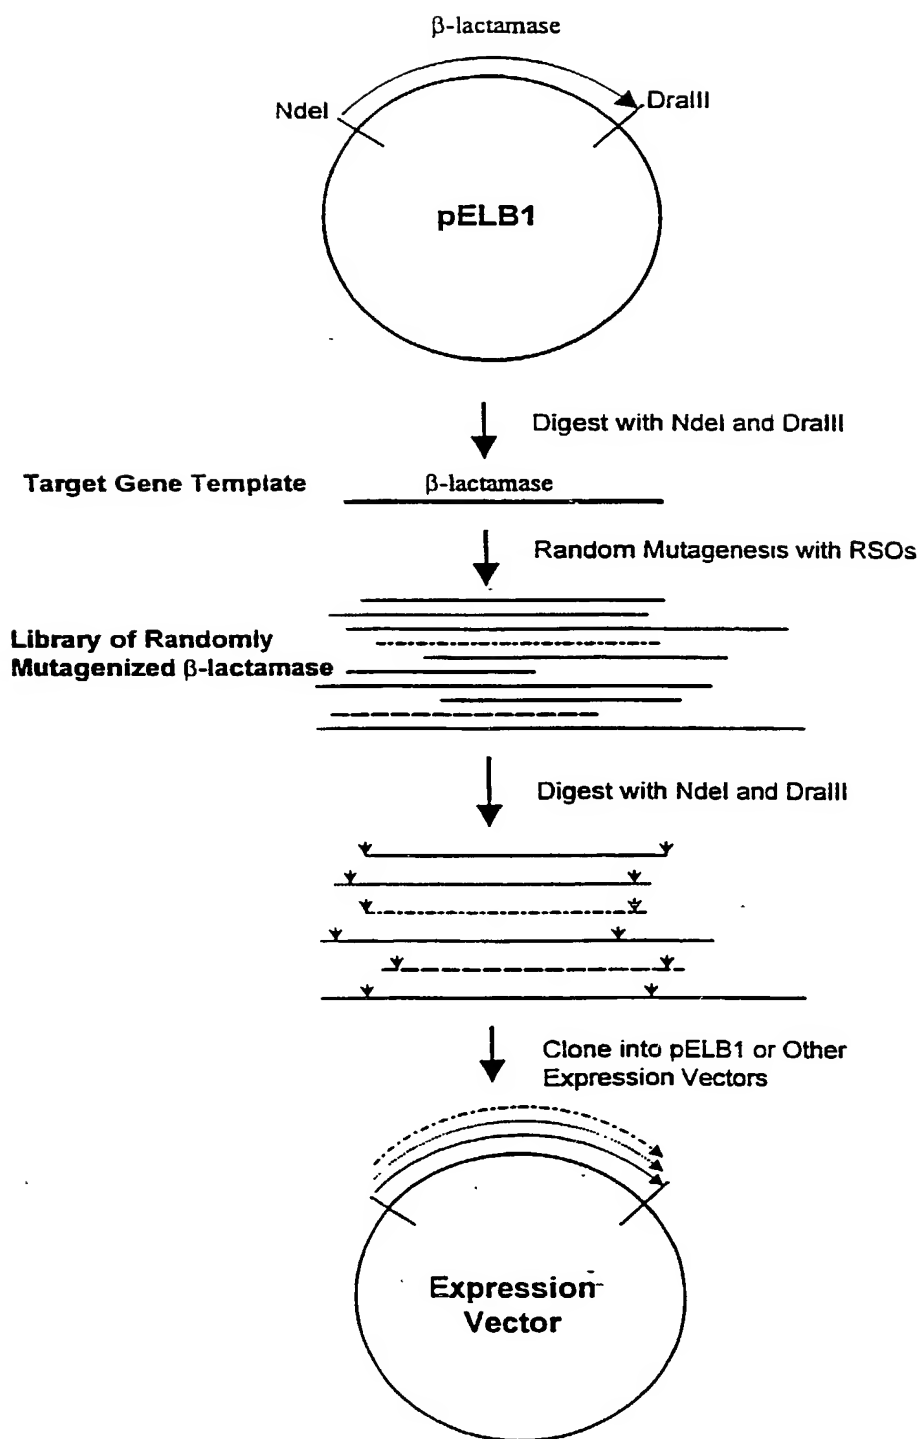 β-lactamase
NdeI
DraIII
pELB1
Digest with NdeI and DraIII
Target Gene Template
β-lactamase
Random Mutagenesis with RSOs
Library of Randomly
Mutagenized β-lactamase
Digest with NdeI and DraIII
Clone into pELB1 or Other
Expression Vectors
Expression
Vector